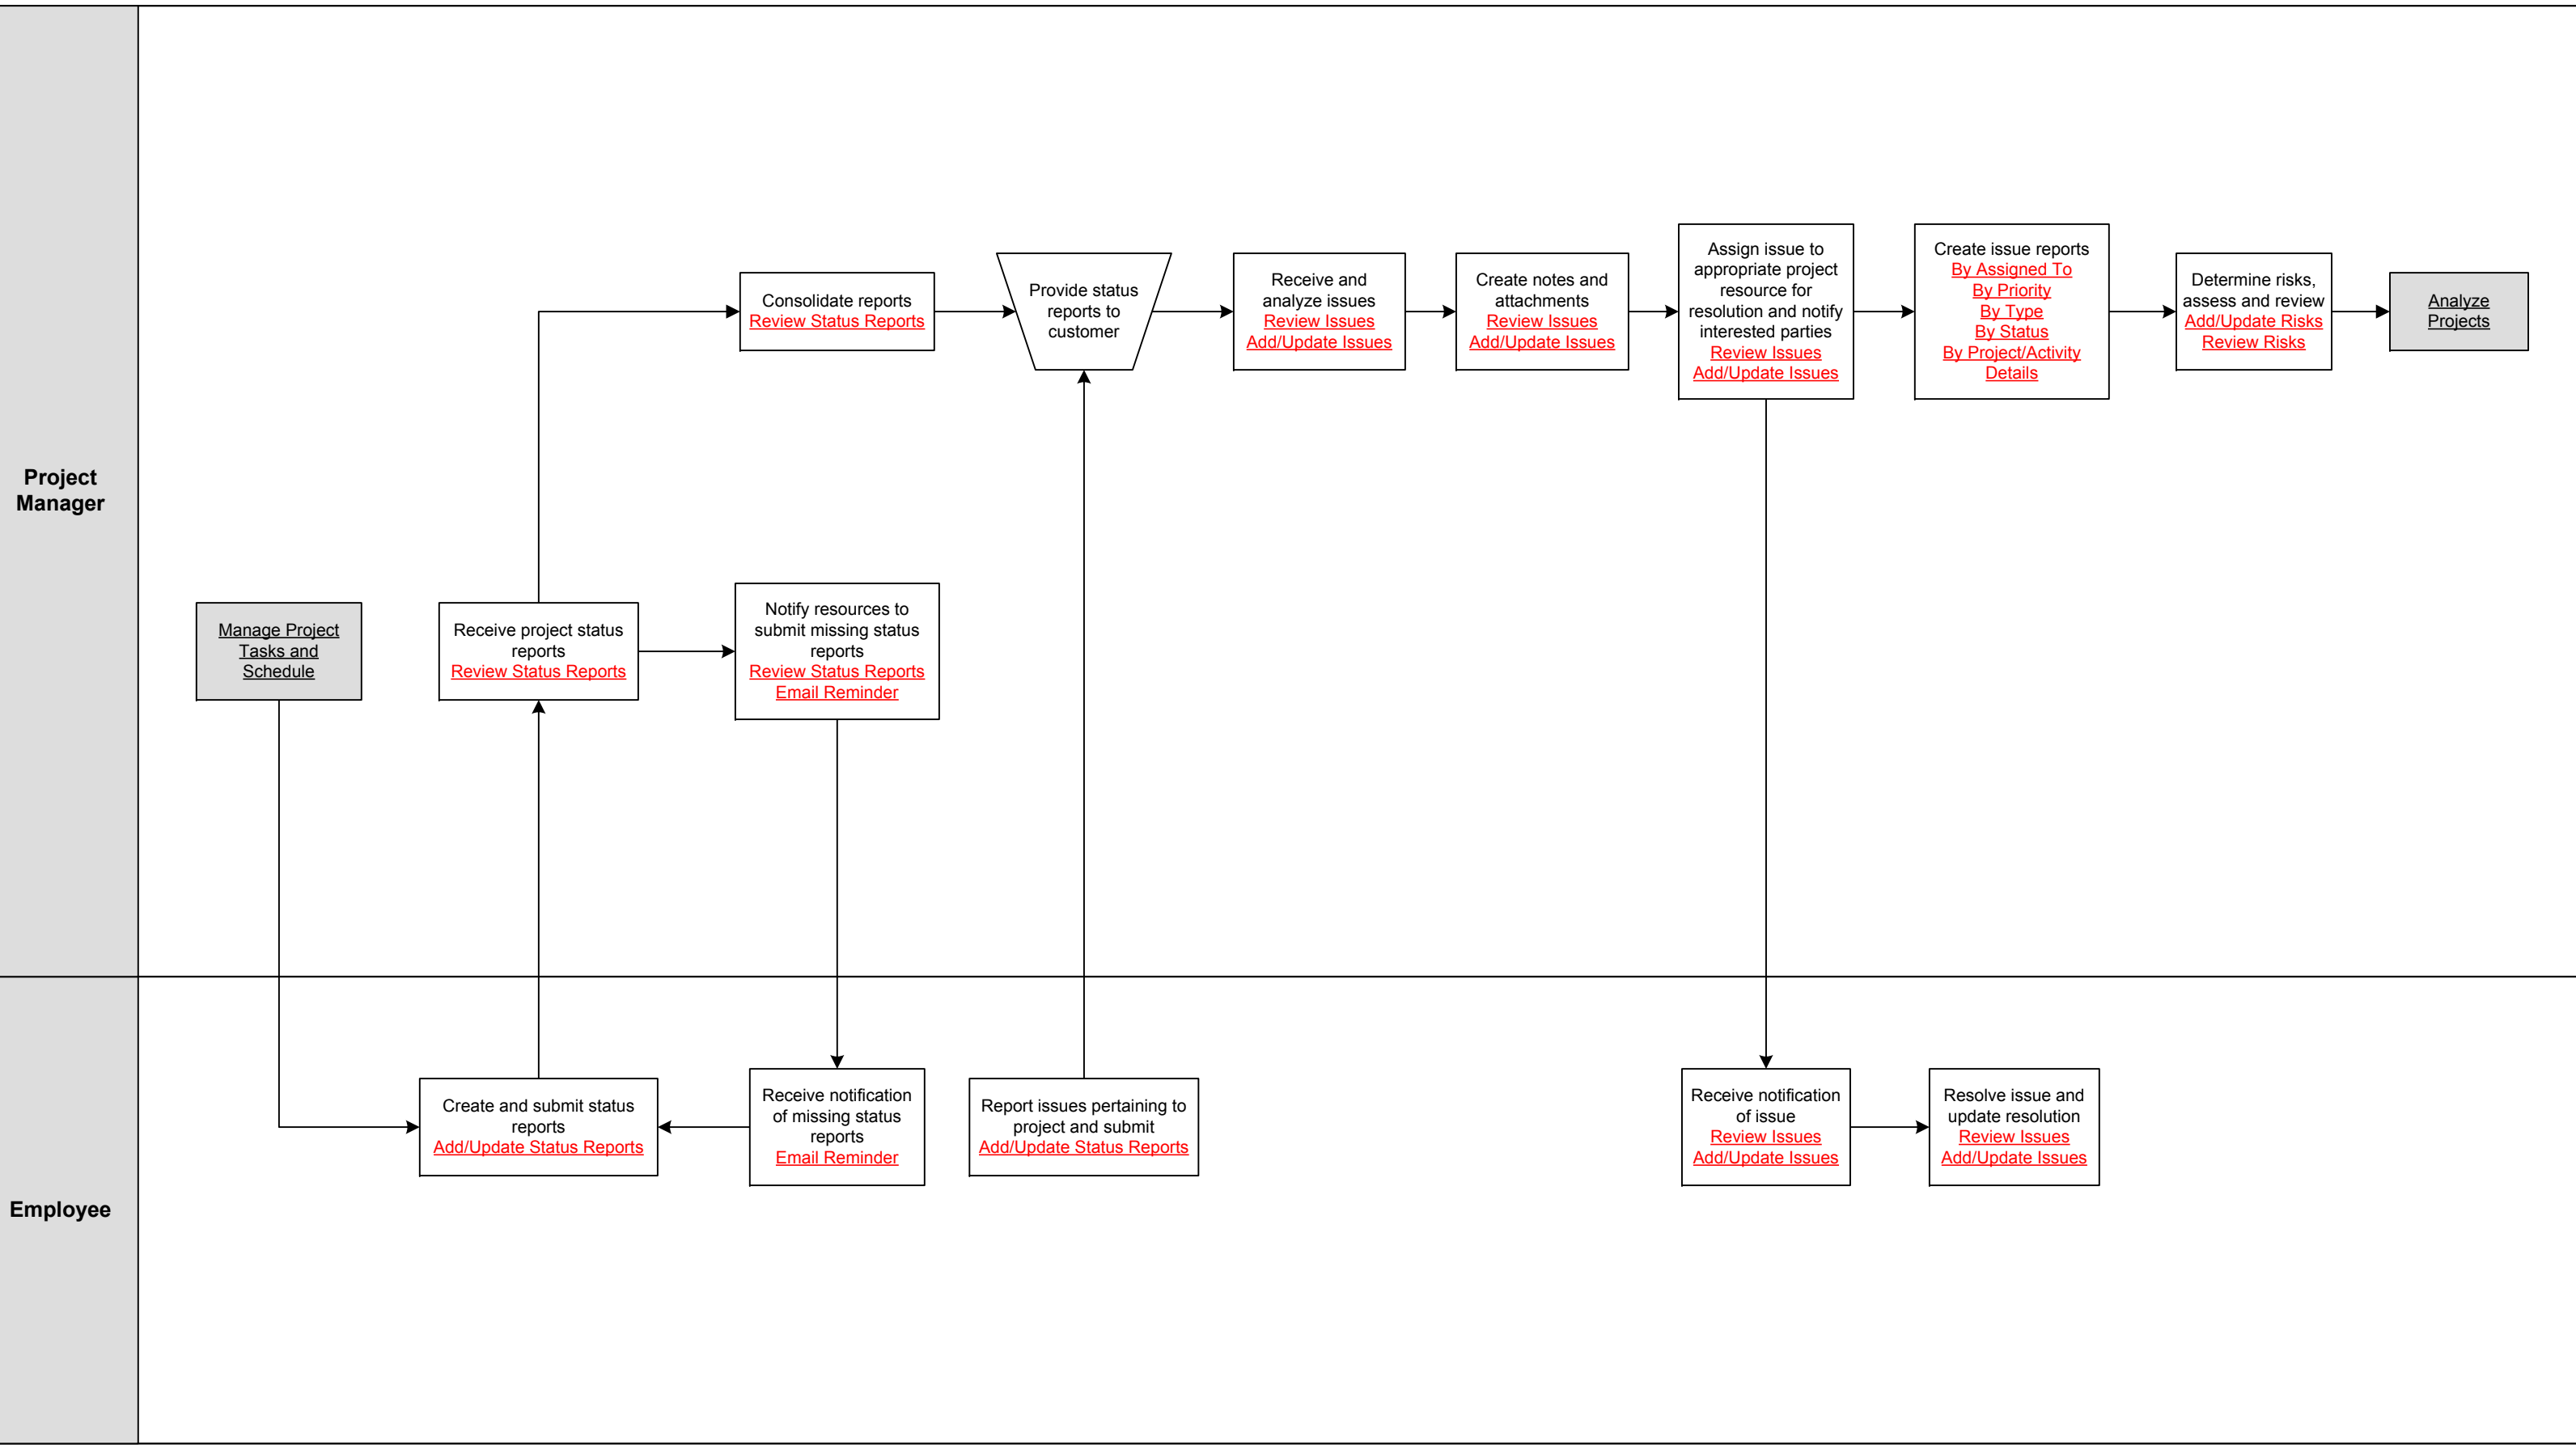 Project
Manager
Consolidate reports
Review Status Reports
Provide status
reports to
customer
Receive and
analyze issues
Review Issues
Add/Update Issues
Create notes and
attachments
Review Issues
Add/Update Issues
Assign issue to
appropriate project
resource for
resolution and notify
interested parties
Review Issues
Add/Update Issues
Create issue reports
By Assigned To
By Priority
By Type
By Status
By Project/Activity
Details
Determine risks,
assess and review
Add/Update Risks
Review Risks
Analyze
Projects
Manage Project
Tasks and
Schedule
Receive project status
reports
Review Status Reports
Notify resources to
submit missing status
reports
Review Status Reports
Email Reminder
Employee
Create and submit status
reports
Add/Update Status Reports
Receive notification
of missing status
reports
Email Reminder
Report issues pertaining to
project and submit
Add/Update Status Reports
Receive notification
of issue
Review Issues
Add/Update Issues
Resolve issue and
update resolution
Review Issues
Add/Update Issues